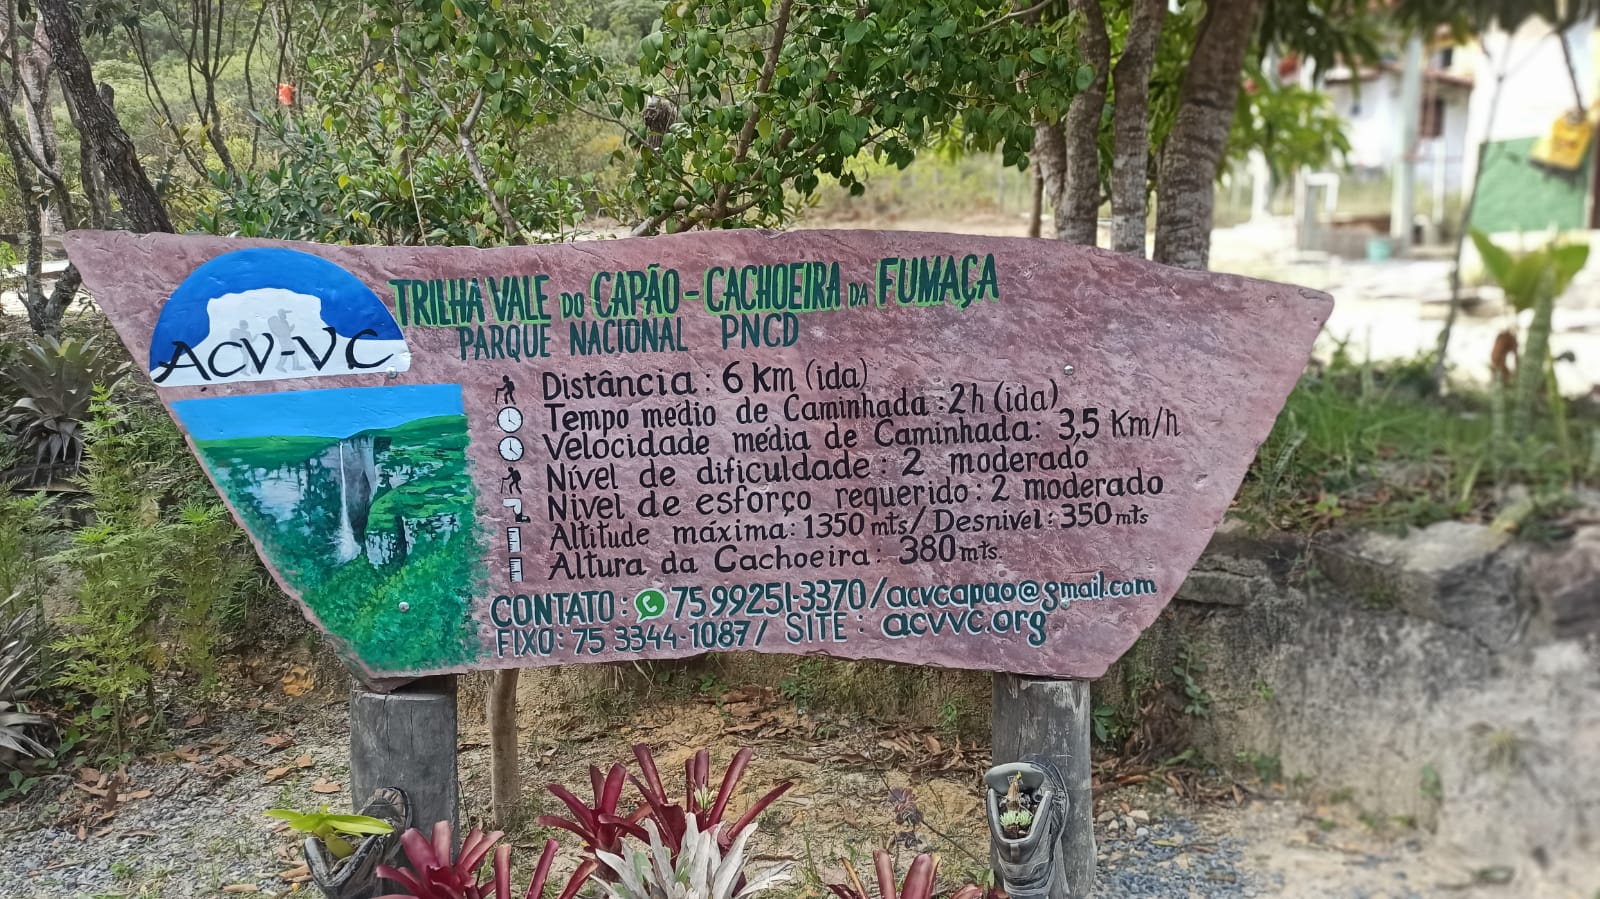 ACV-VC
TRILHA VALE DO CAPÃO - CACHOEIRA DA FUMAÇA
PARQUE NACIONAL PNCD
Distância: 6 Km (ida)
Tempo médio de Caminhada: 2h (ida)
Velocidade média de Caminhada: 3,5 Km/h
Nível de dificuldade: 2 moderado
Nível de esforço requerido: 2 moderado
Altitude máxima: 1350 mts/ Desnível: 350 mts
Altura da Cachoeira: 380 mts.
CONTATO: 75 99251-3370/acvcapao@gmail.com
FIXO: 75 3344-1087/ SITE: acvvc.org